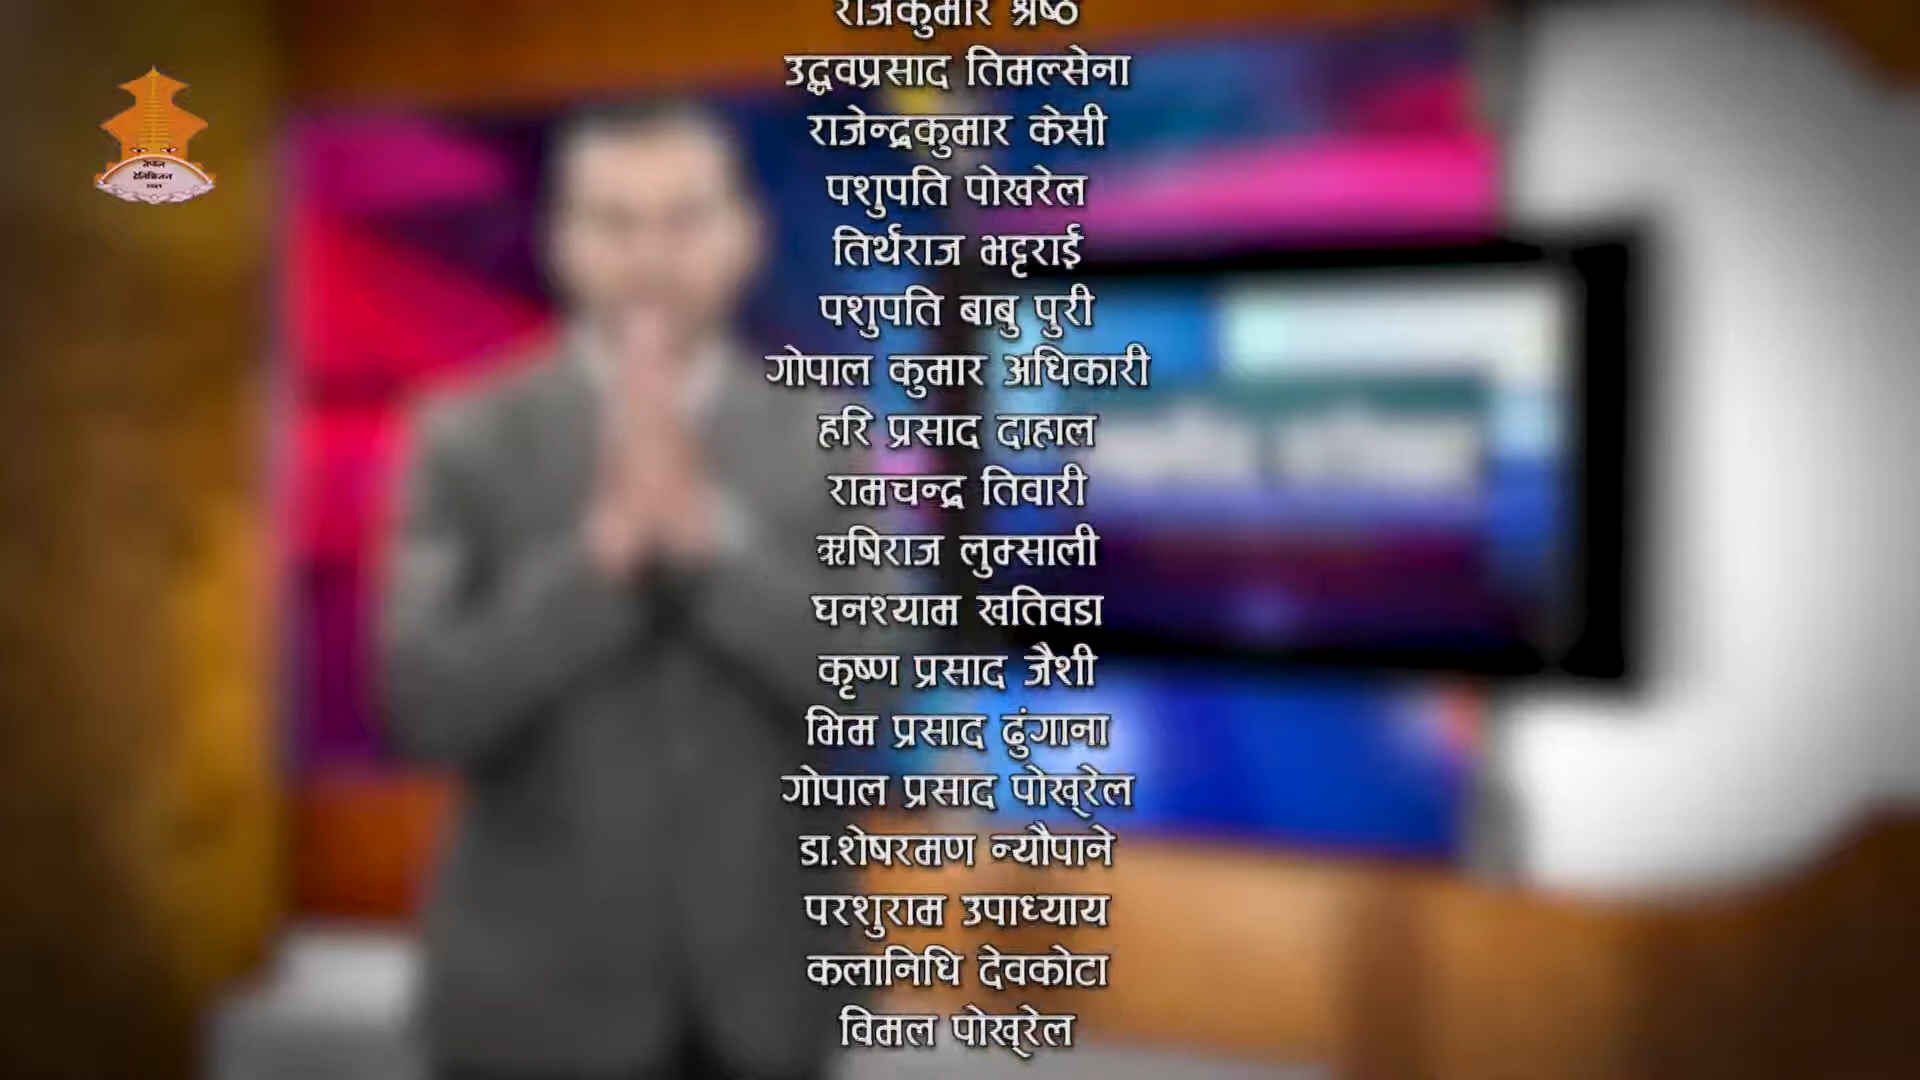 राजकुमार श्रेष्ठ
उद्धवप्रसाद तिमल्सेना
राजेन्द्रकुमार केसी
पशुपति पोखरेल
तिर्थराज भट्टराई
पशुपति बाबु पुरी
गोपाल कुमार अधिकारी
हरि प्रसाद दाहाल
रामचन्द्र तिवारी
ऋषिराज लुम्साली
घनश्याम खतिवडा
कृष्ण प्रसाद जैशी
भिम प्रसाद ढुंगाना
गोपाल प्रसाद पोख्रेल
डा.शेषरमण न्यौपाने
परशुराम उपाध्याय
कलानिधि देवकोटा
विमल पोख्रेल
नेपाल
टेलिभिजन